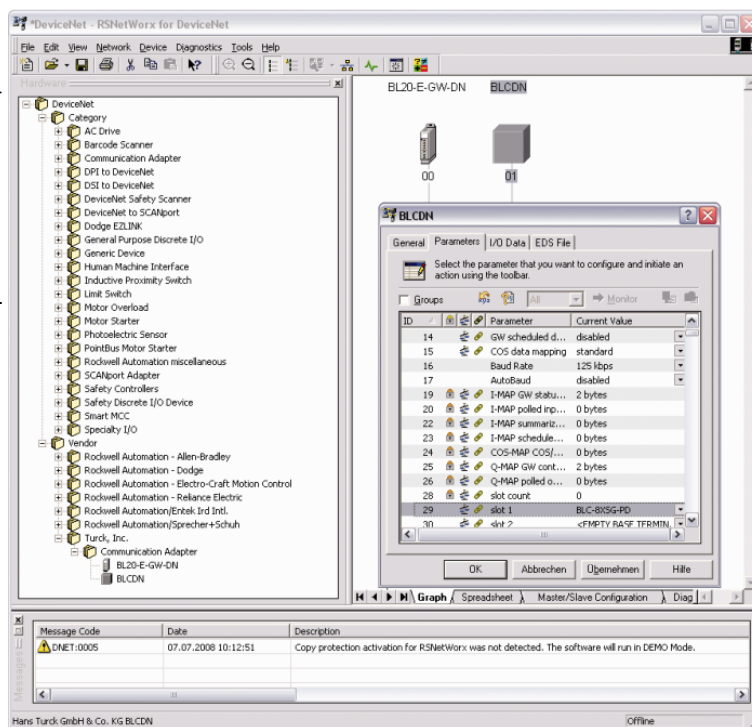 *DeviceNet - RSNetWorx for DeviceNet
File Edit View Network Device Diagnostics Tools Help
Hardware
DeviceNet
Category
AC Drive
Barcode Scanner
Communication Adapter
DPI to DeviceNet
DSI to DeviceNet
DeviceNet Safety Scanner
DeviceNet to SCANport
Dodge EZLINK
General Purpose Discrete I/O
Generic Device
Human Machine Interface
Inductive Proximity Switch
Limit Switch
Motor Overload
Motor Starter
Photoelectric Sensor
PointBus Motor Starter
Rockwell Automation miscellaneous
SCANport Adapter
Safety Controllers
Safety Discrete I/O Device
Smart MCC
Specialty I/O
Vendor
Rockwell Automation - Allen-Bradley
Rockwell Automation - Dodge
Rockwell Automation - Electro-Craft Motion Control
Rockwell Automation - Reliance Electric
Rockwell Automation/Entek Ird Intl.
Rockwell Automation/Sprecher+Schuh
Turck, Inc.
Communication Adapter
BL20-E-GW-DN
BLCDN
BL20-E-GW-DN BLCDN
00 01
BLCDN
General Parameters I/O Data EDS File
Select the parameter that you want to configure and initiate an
action using the toolbar.
Groups All Monitor
ID Parameter Current Value
14 GW scheduled d... disabled
15 COS data mapping standard
16 Baud Rate 125 kbps
17 AutoBaud disabled
19 I-MAP GW statu... 2 bytes
20 I-MAP polled inp... 0 bytes
22 I-MAP summariz... 0 bytes
23 I-MAP schedule... 0 bytes
24 COS-MAP COS/... 0 bytes
25 Q-MAP GW cont... 2 bytes
26 Q-MAP polled o... 0 bytes
28 slot count 0
29 slot 1 BLC-8XSG-PD
30 slot 2 <EMPTY BASE TERMIN.
OK Abbrechen Übernehmen Hilfe
Graph Spreadsheet Master/Slave Configuration Diag
Messages
Message Code Date Description
DNET:0005 07.07.2008 10:12:51 Copy protection activation for RSNetWorx was not detected. The software will run in DEMO Mode.
Hans Turck GmbH & Co. KG BLCDN Offline